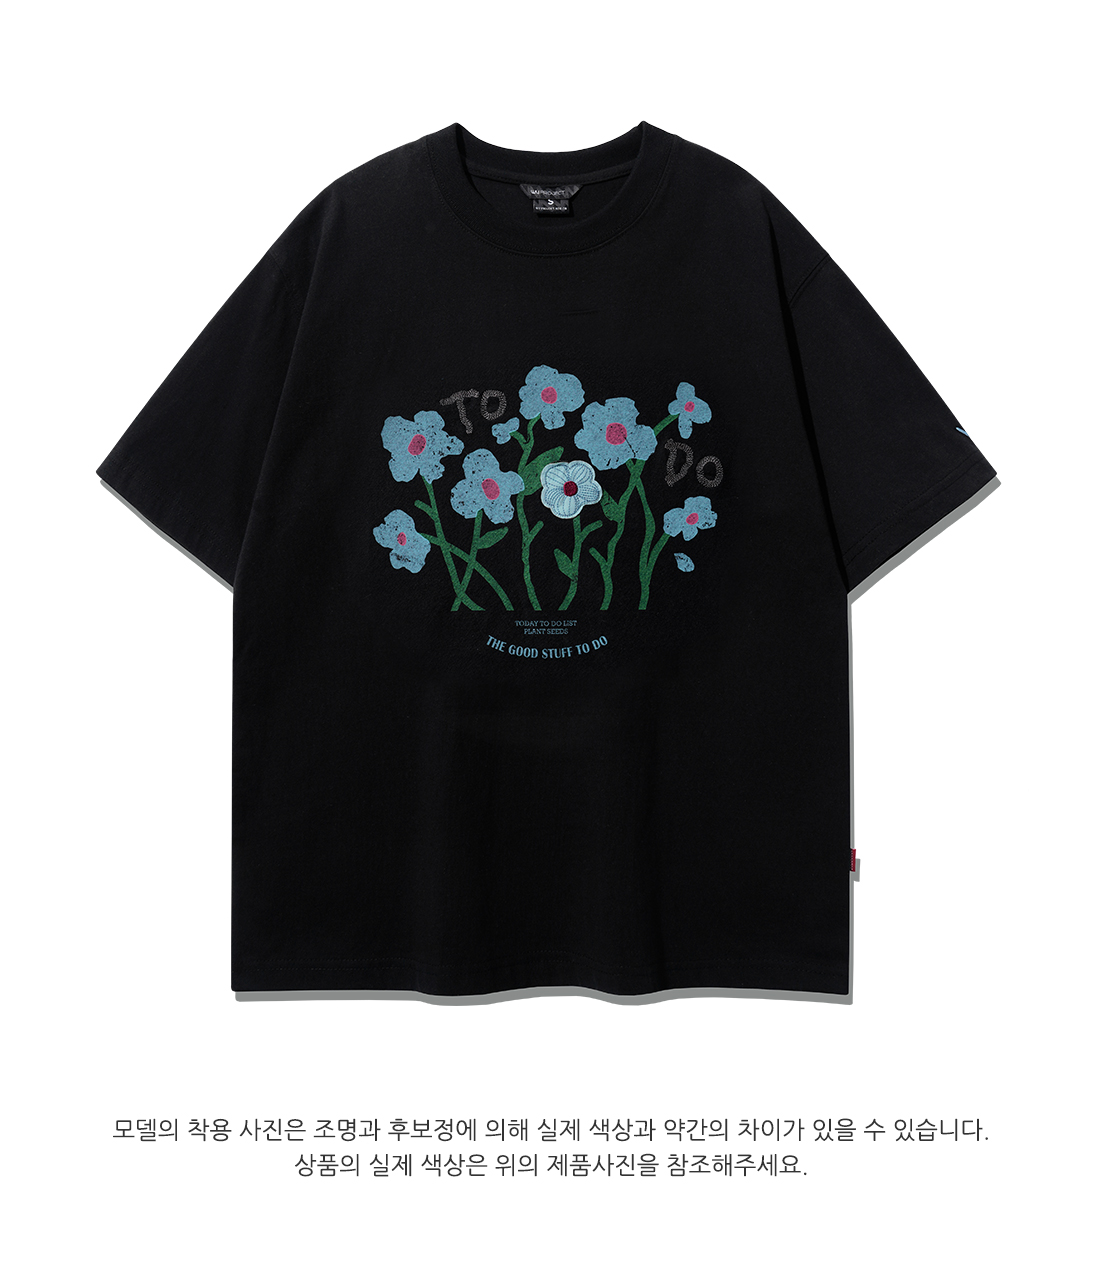 S
TO
DO
TODAY TO DO LIST
PLANT SEEDS
THE GOOD STUFF TO DO
모델의 착용 사진은 조명과 후보정에 의해 실제 색상과 약간의 차이가 있을 수 있습니다.
상품의 실제 색상은 위의 제품사진을 참조해주세요.